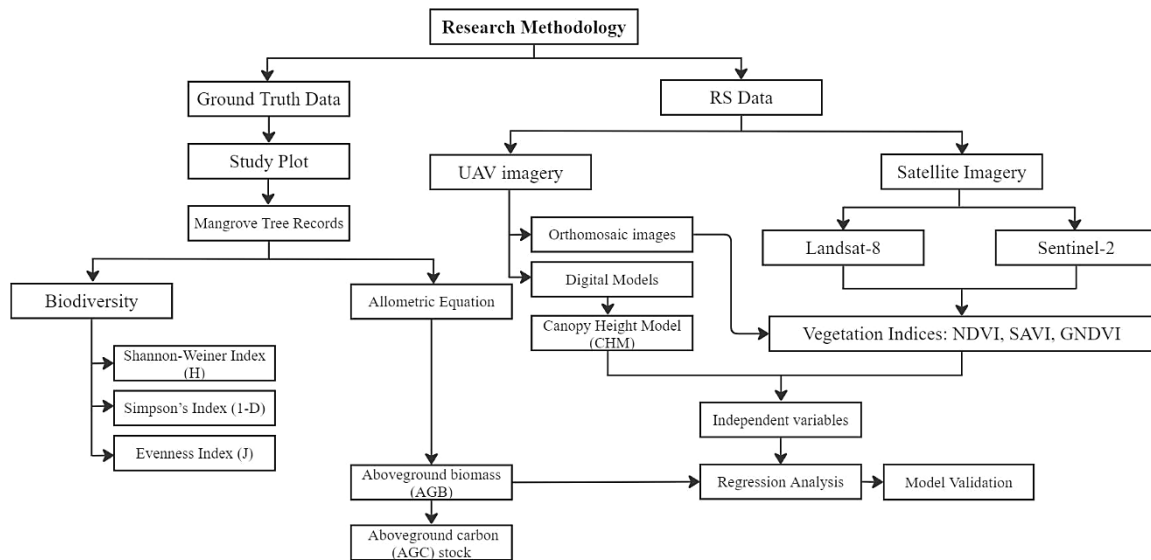 Research Methodology
Ground Truth Data
RS Data
Study Plot
UAV imagery
Satellite Imagery
Mangrove Tree Records
Orthomosaic images
Landsat-8
Sentinel-2
Biodiversity
Allometric Equation
Digital Models
Canopy Height Model
(CHM)
Vegetation Indices: NDVI, SAVI, GNDVI
Shannon-Weiner Index
(H)
Simpson's Index (1-D)
Independent variables
Evenness Index (J)
Aboveground biomass
(AGB)
Regression Analysis
Model Validation
Aboveground carbon
(AGC) stock